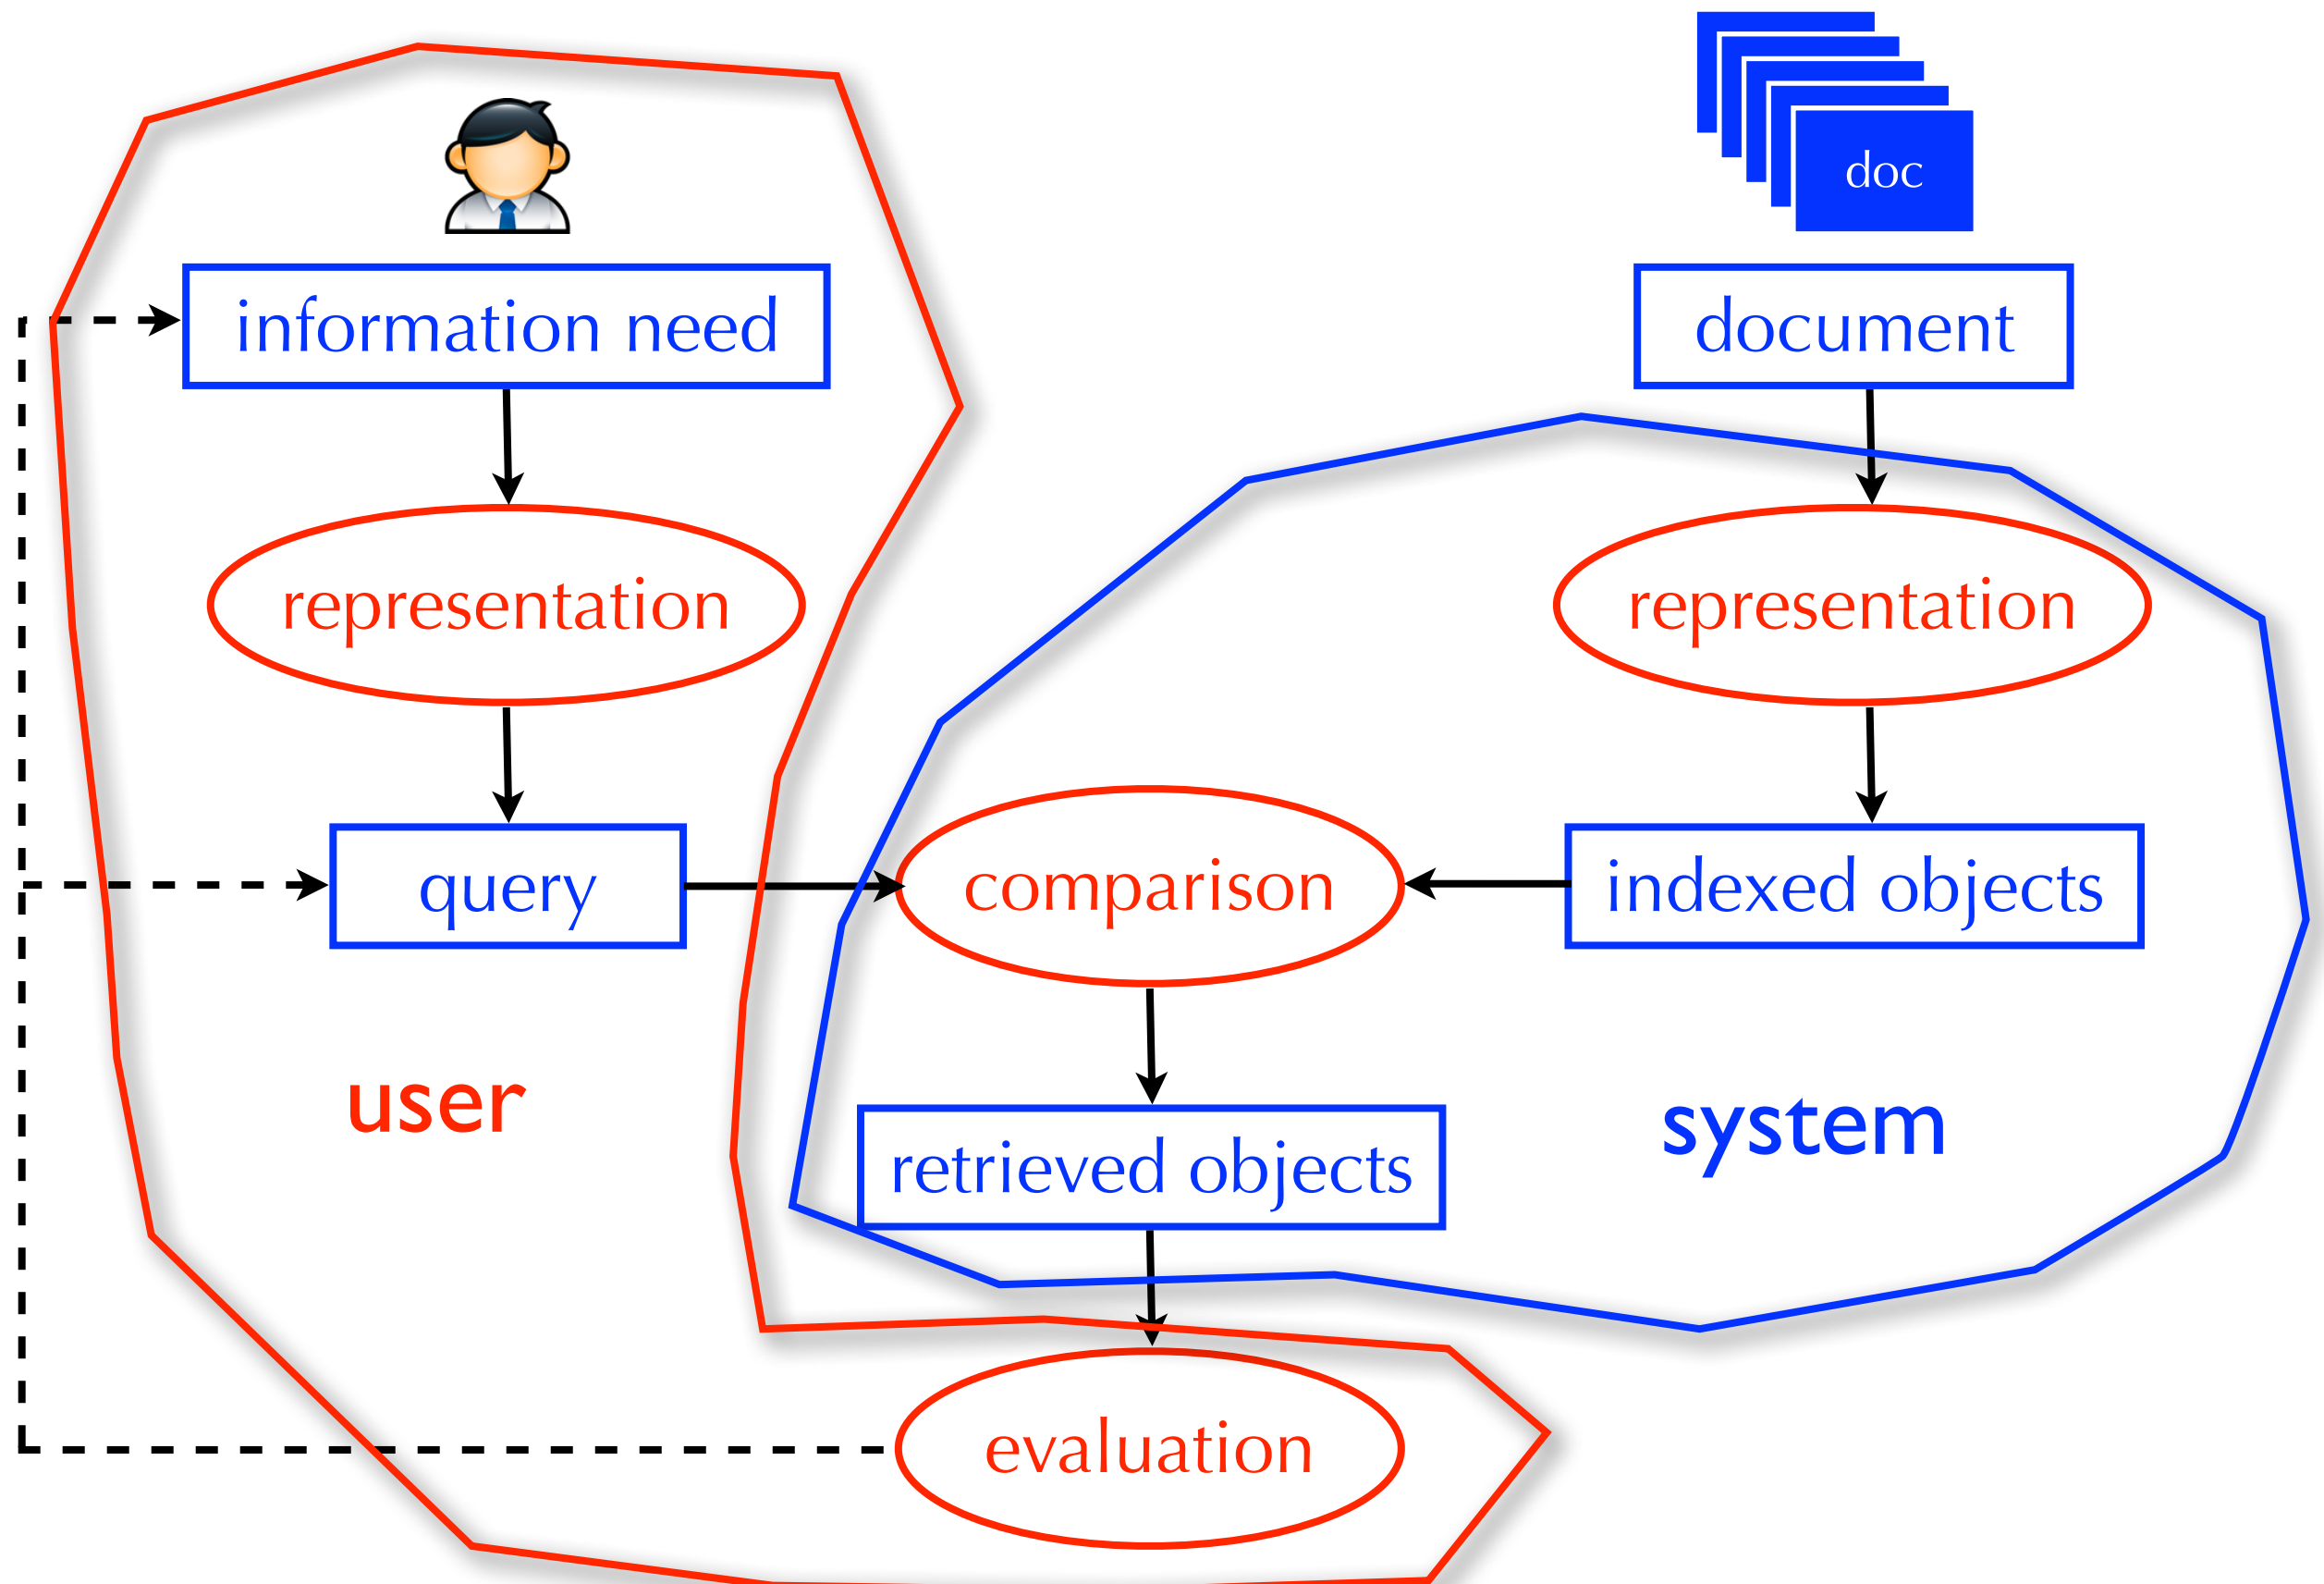 doc
information need
document
representation
representation
query
comparison
indexed objects
user
system
retrieved objects
evaluation